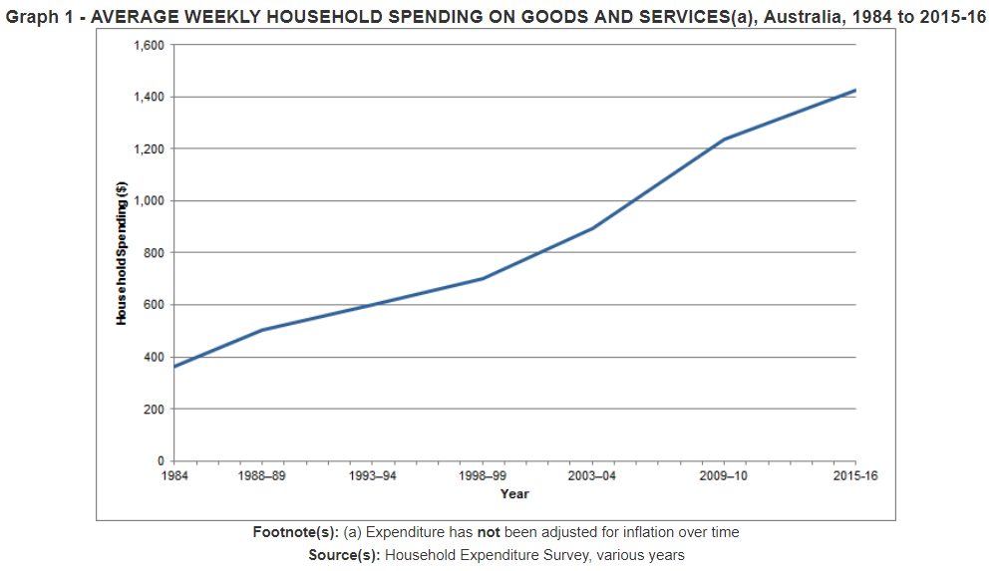 Graph 1 - AVERAGE WEEKLY HOUSEHOLD SPENDING ON GOODS AND SERVICES(a), Australia, 1984 to 2015-16
1,600
1,400
1,200
1,000
800
600
400
200
0
Household Spending ($)
1984 1988–89 1993–94 1998–99 2003–04 2009–10 2015-16
Year
Footnote(s): (a) Expenditure has not been adjusted for inflation over time
Source(s): Household Expenditure Survey, various years